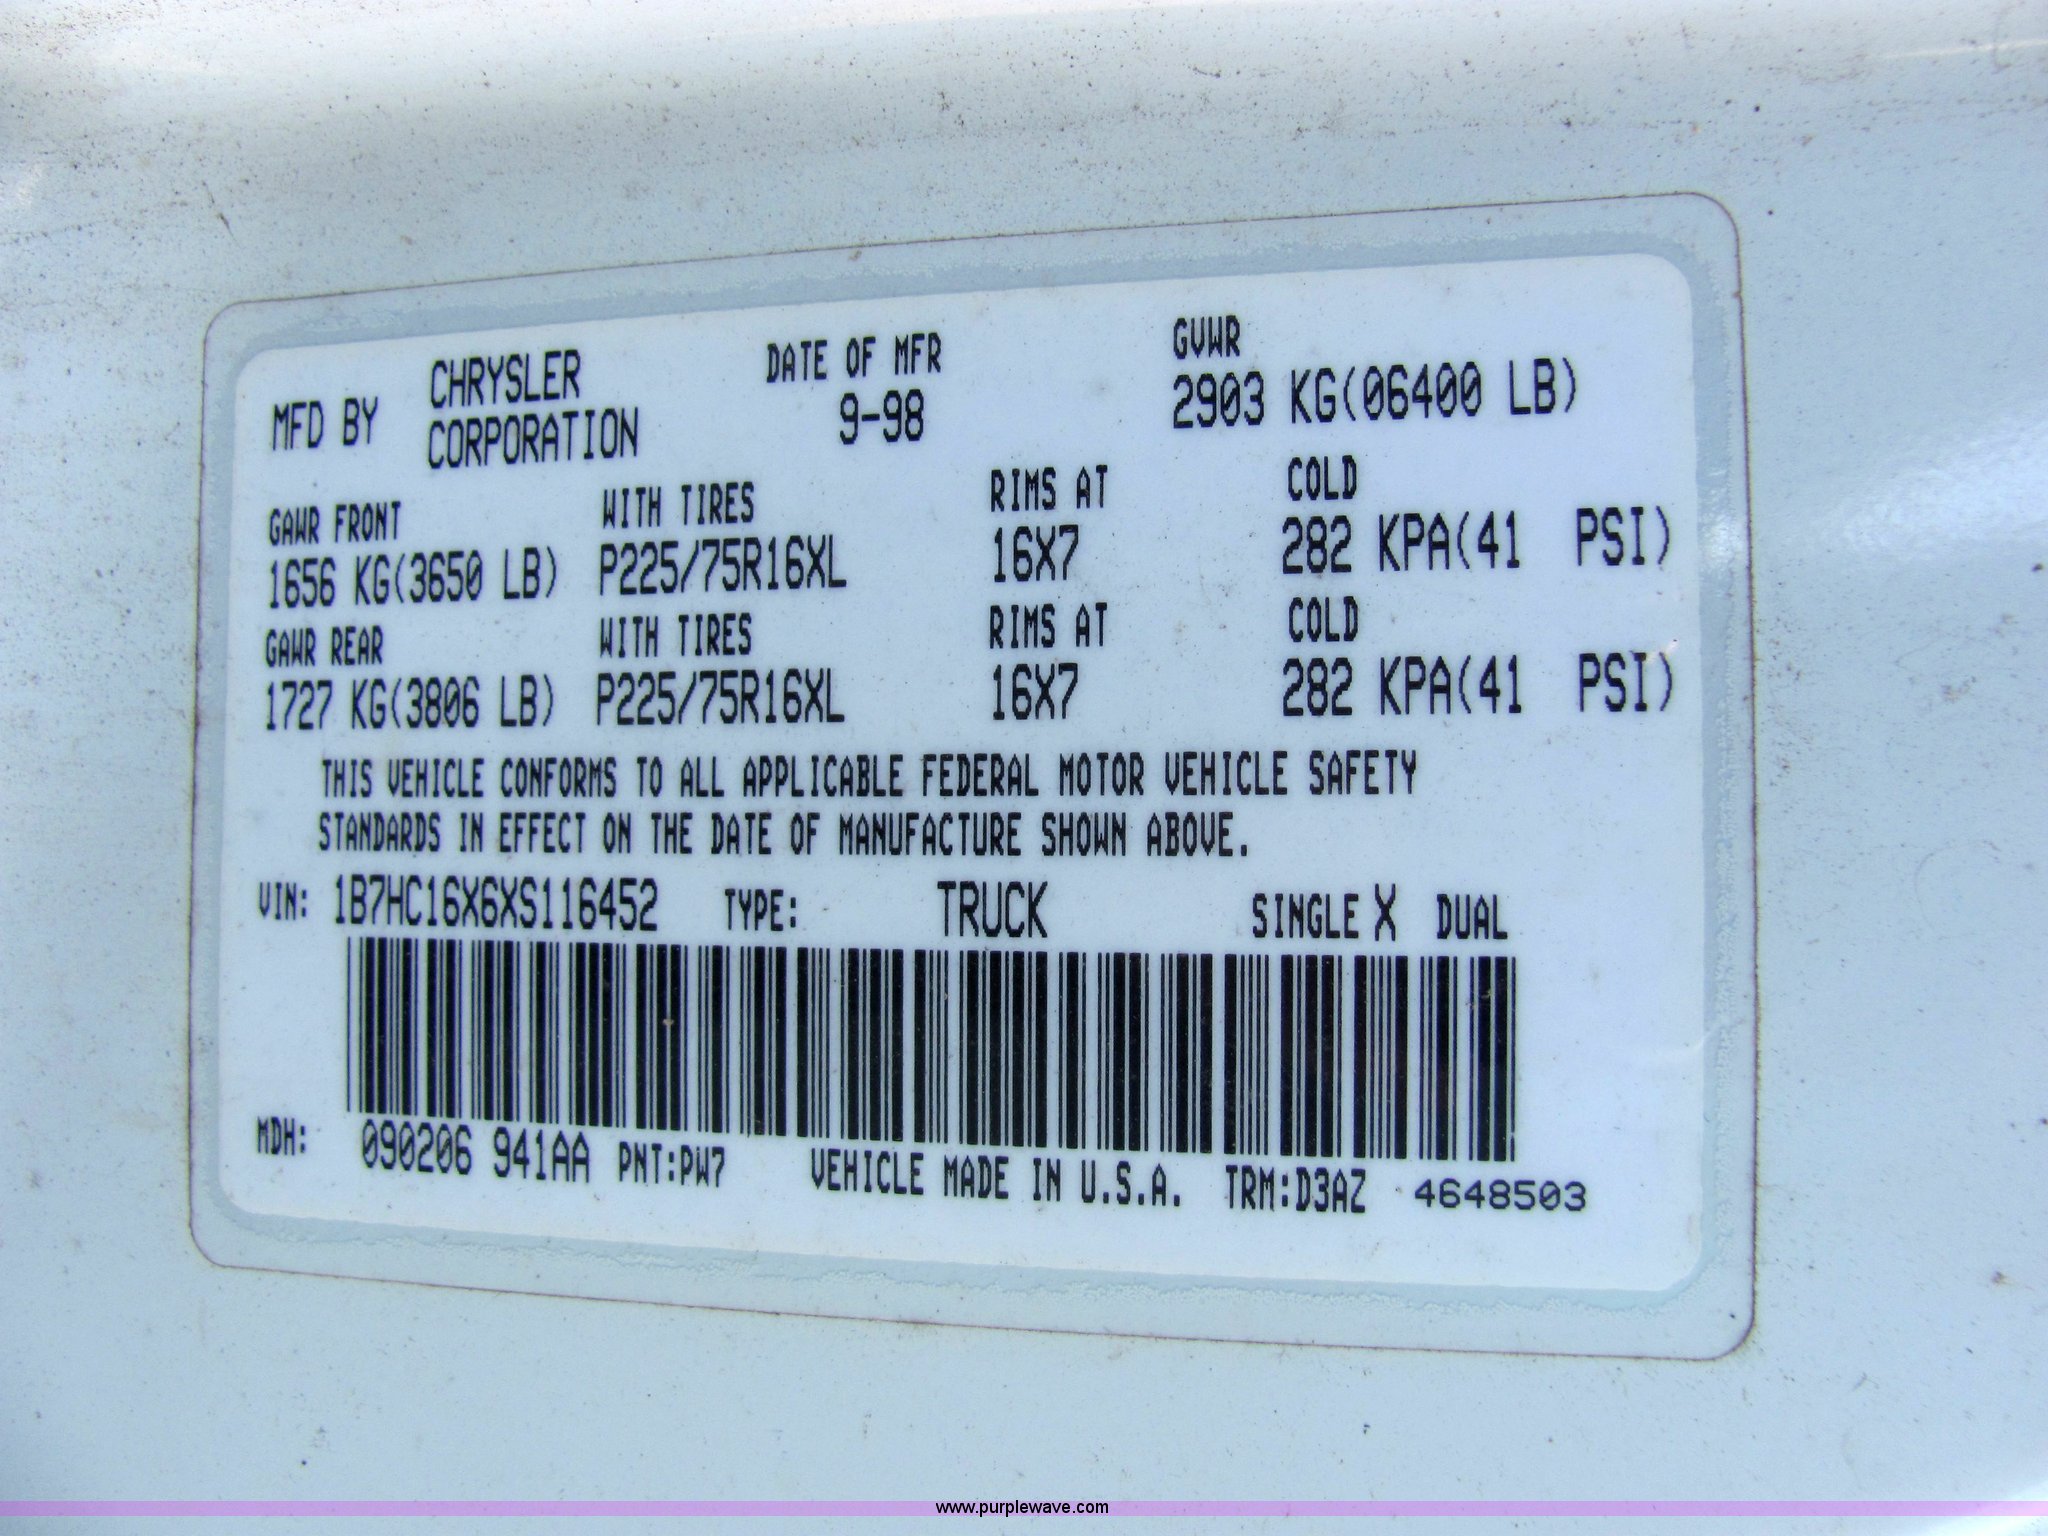 MFD BY CHRYSLER CORPORATION DATE OF MFR 9-98 GVWR 2903 KG(06400 LB)
GAWR FRONT WITH TIRES RIMS AT COLD
1656 KG(3650 LB) P225/75R16XL 16X7 282 KPA(41 PSI)
GAWR REAR WITH TIRES RIMS AT COLD
1727 KG(3806 LB) P225/75R16XL 16X7 282 KPA(41 PSI)
THIS VEHICLE CONFORMS TO ALL APPLICABLE FEDERAL MOTOR VEHICLE SAFETY
STANDARDS IN EFFECT ON THE DATE OF MANUFACTURE SHOWN ABOVE.
VIN: 1B7HC16X6XS116452 TYPE: TRUCK SINGLE X DUAL
MDH: 090206 941AA PNT:PW7 VEHICLE MADE IN U.S.A. TRM:D3AZ 4648503
www.purplewave.com